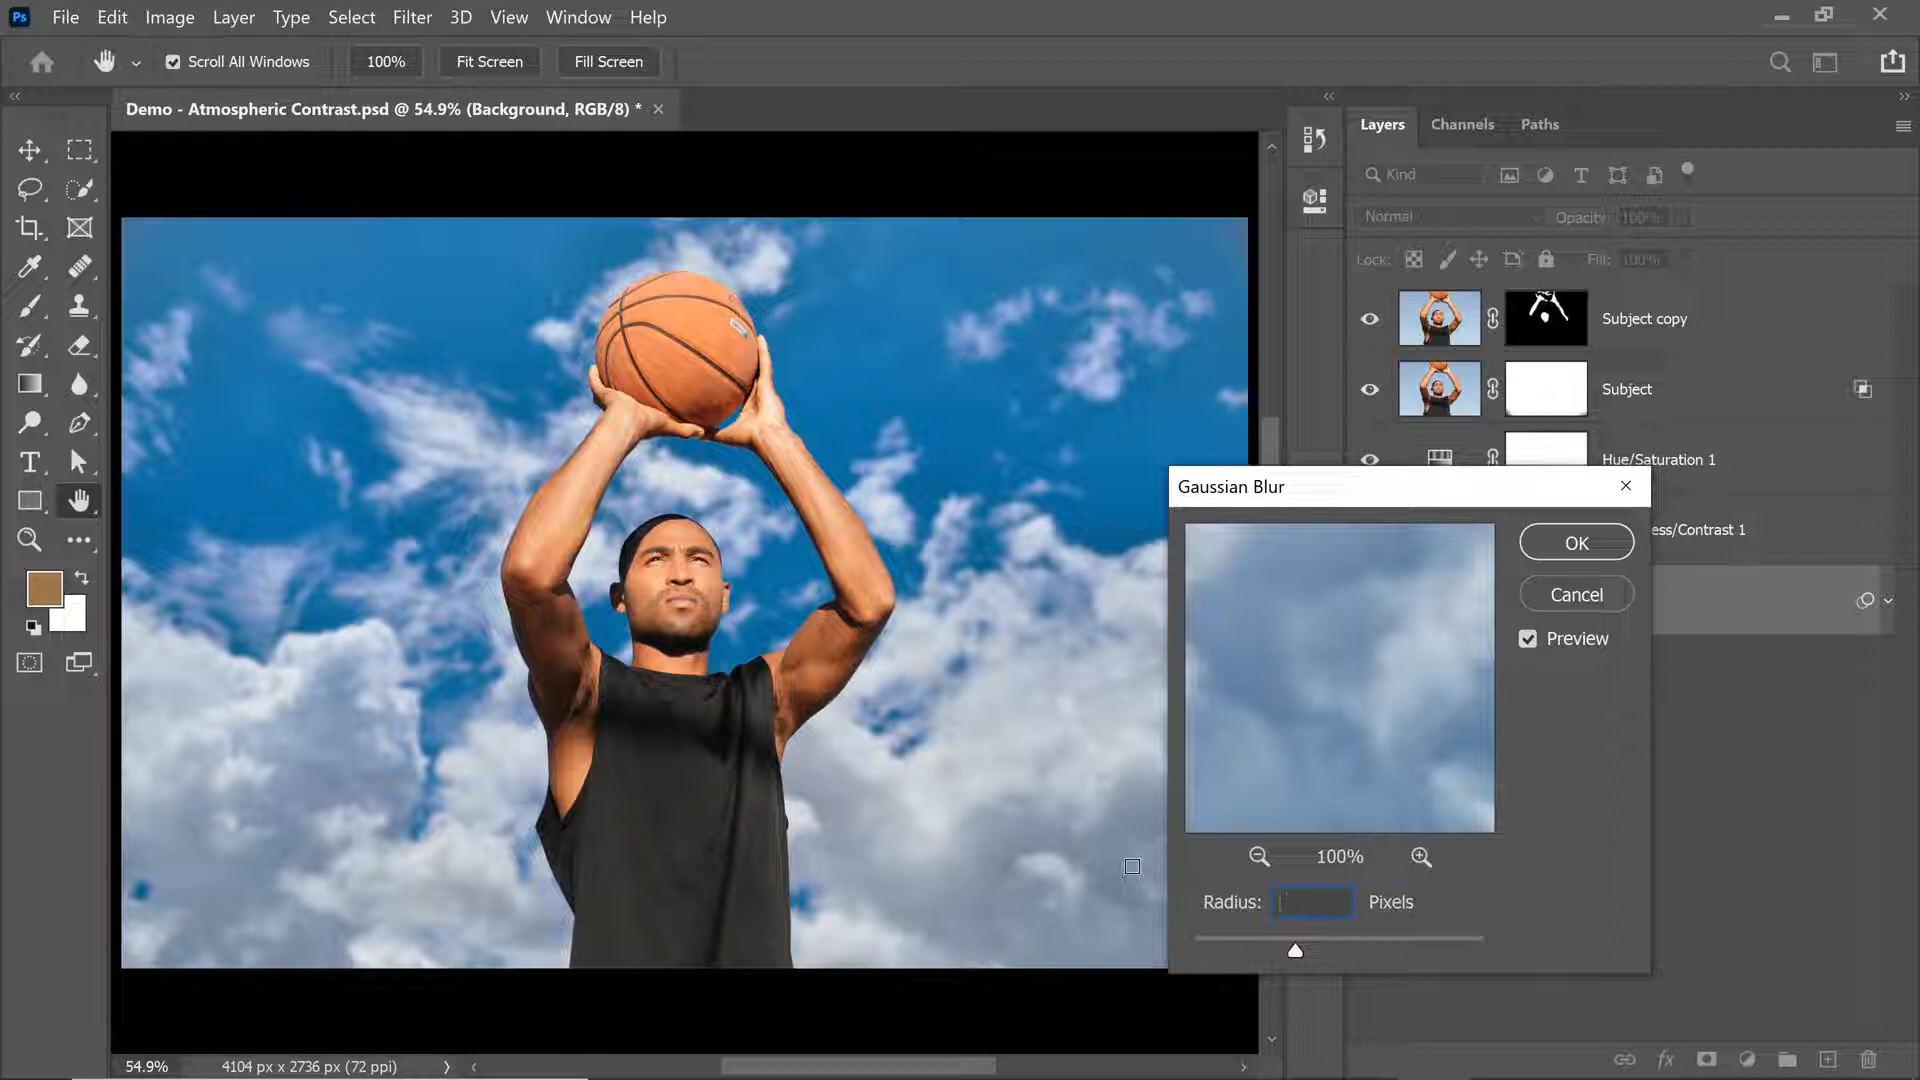 Ps File Edit Image Layer Type Select Filter 3D View Window Help
Scroll All Windows 100% Fit Screen Fill Screen
Demo - Atmospheric Contrast.psd @ 54.9% (Background, RGB/8) *
Layers Channels Paths
Kind
Normal Opacity: 100%
Lock: Fill: 100%
Subject copy
Subject
Hue/Saturation 1
Gaussian Blur
ess/Contrast 1
OK
Cancel
Preview
100%
Radius: Pixels
54.9% 4104 px x 2736 px (72 ppi)
fx